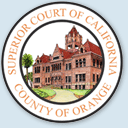 SUPERIOR COURT OF CALIFORNIA
COUNTY OF ORANGE